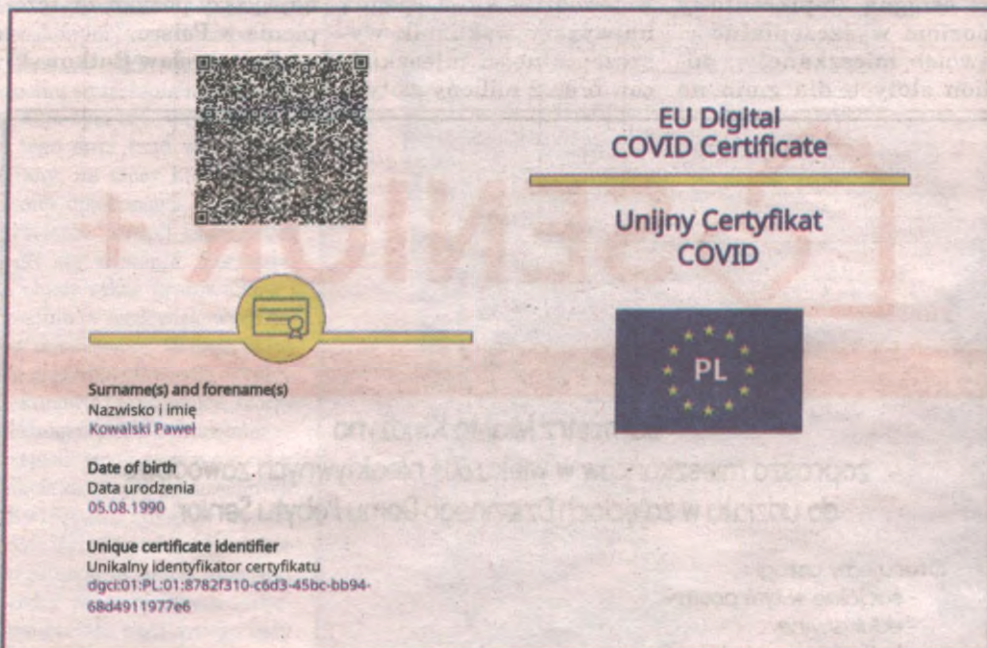 EU Digital
COVID Certificate
Unijny Certyfikat
COVID
PL
Surname(s) and forename(s)
Nazwisko i imię
Kowalski Paweł
Date of birth
Data urodzenia
05.08.1990
Unique certificate identifier
Unikalny identyfikator certyfikatu
dgci:01:PL:01:8782f310-c6d3-45bc-bb94-
68d4911977e6